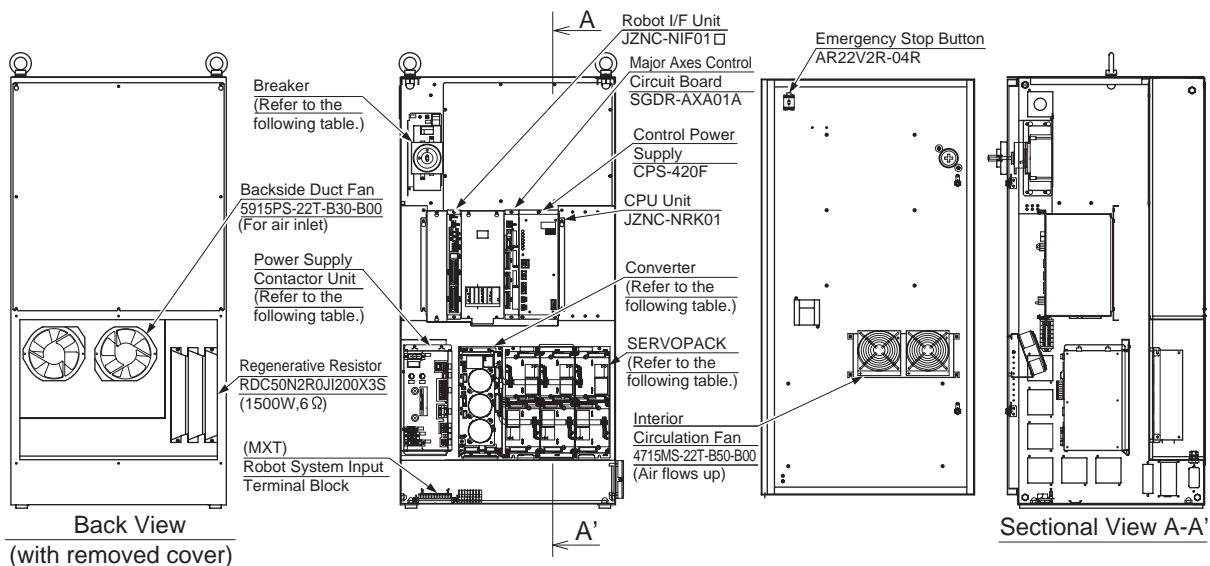 A
Robot I/F Unit
JZNC-NIF01□
Major Axes Control
Circuit Board
SGDR-AXA01A
Emergency Stop Button
AR22V2R-04R
Breaker
(Refer to the
following table.)
Control Power
Supply
CPS-420F
Backside Duct Fan
5915PS-22T-B30-B00
(For air inlet)
CPU Unit
JZNC-NRK01
Power Supply
Contactor Unit
(Refer to the
following table.)
Converter
(Refer to the
following table.)
SERVOPACK
(Refer to the
following table.)
Regenerative Resistor
RDC50N2R0JI200X3S
(1500W,6Ω)
Interior
Circulation Fan
4715MS-22T-B50-B00
(Air flows up)
(MXT)
Robot System Input
Terminal Block
A'
Back View
(with removed cover)
Sectional View A-A'